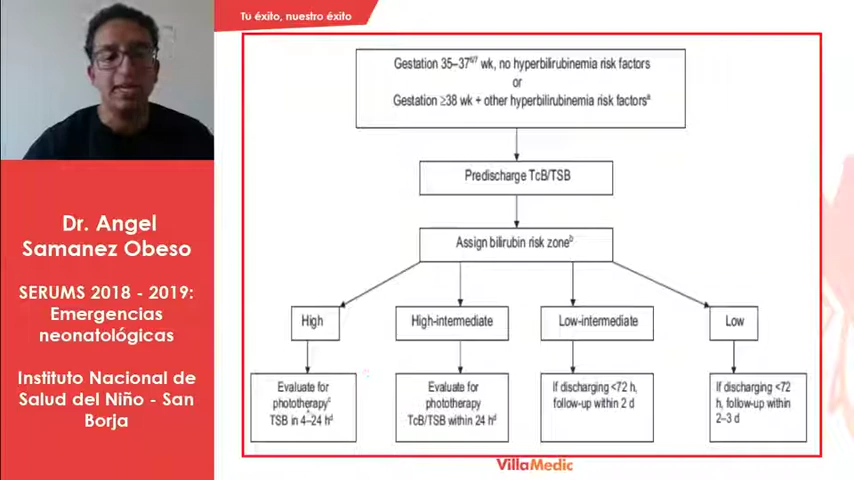 Tu éxito, nuestro éxito
Dr. Angel
Samanez Obeso
SERUMS 2018 - 2019:
Emergencias
neonatológicas
Instituto Nacional de
Salud del Niño - San
Borja
Gestation 35–37⁶/⁷ wk, no hyperbilirubinemia risk factors
or
Gestation ≥38 wk + other hyperbilirubinemia risk factorsᵃ
Predischarge TcB/TSB
Assign bilirubin risk zoneᵇ
High
High-intermediate
Low-intermediate
Low
Evaluate for
phototherapyᶜ
TSB in 4–24 hᵈ
Evaluate for
phototherapy
TcB/TSB within 24 hᵈ
If discharging <72 h,
follow-up within 2 d
If discharging <72
h, follow-up within
2–3 d
VillaMedic